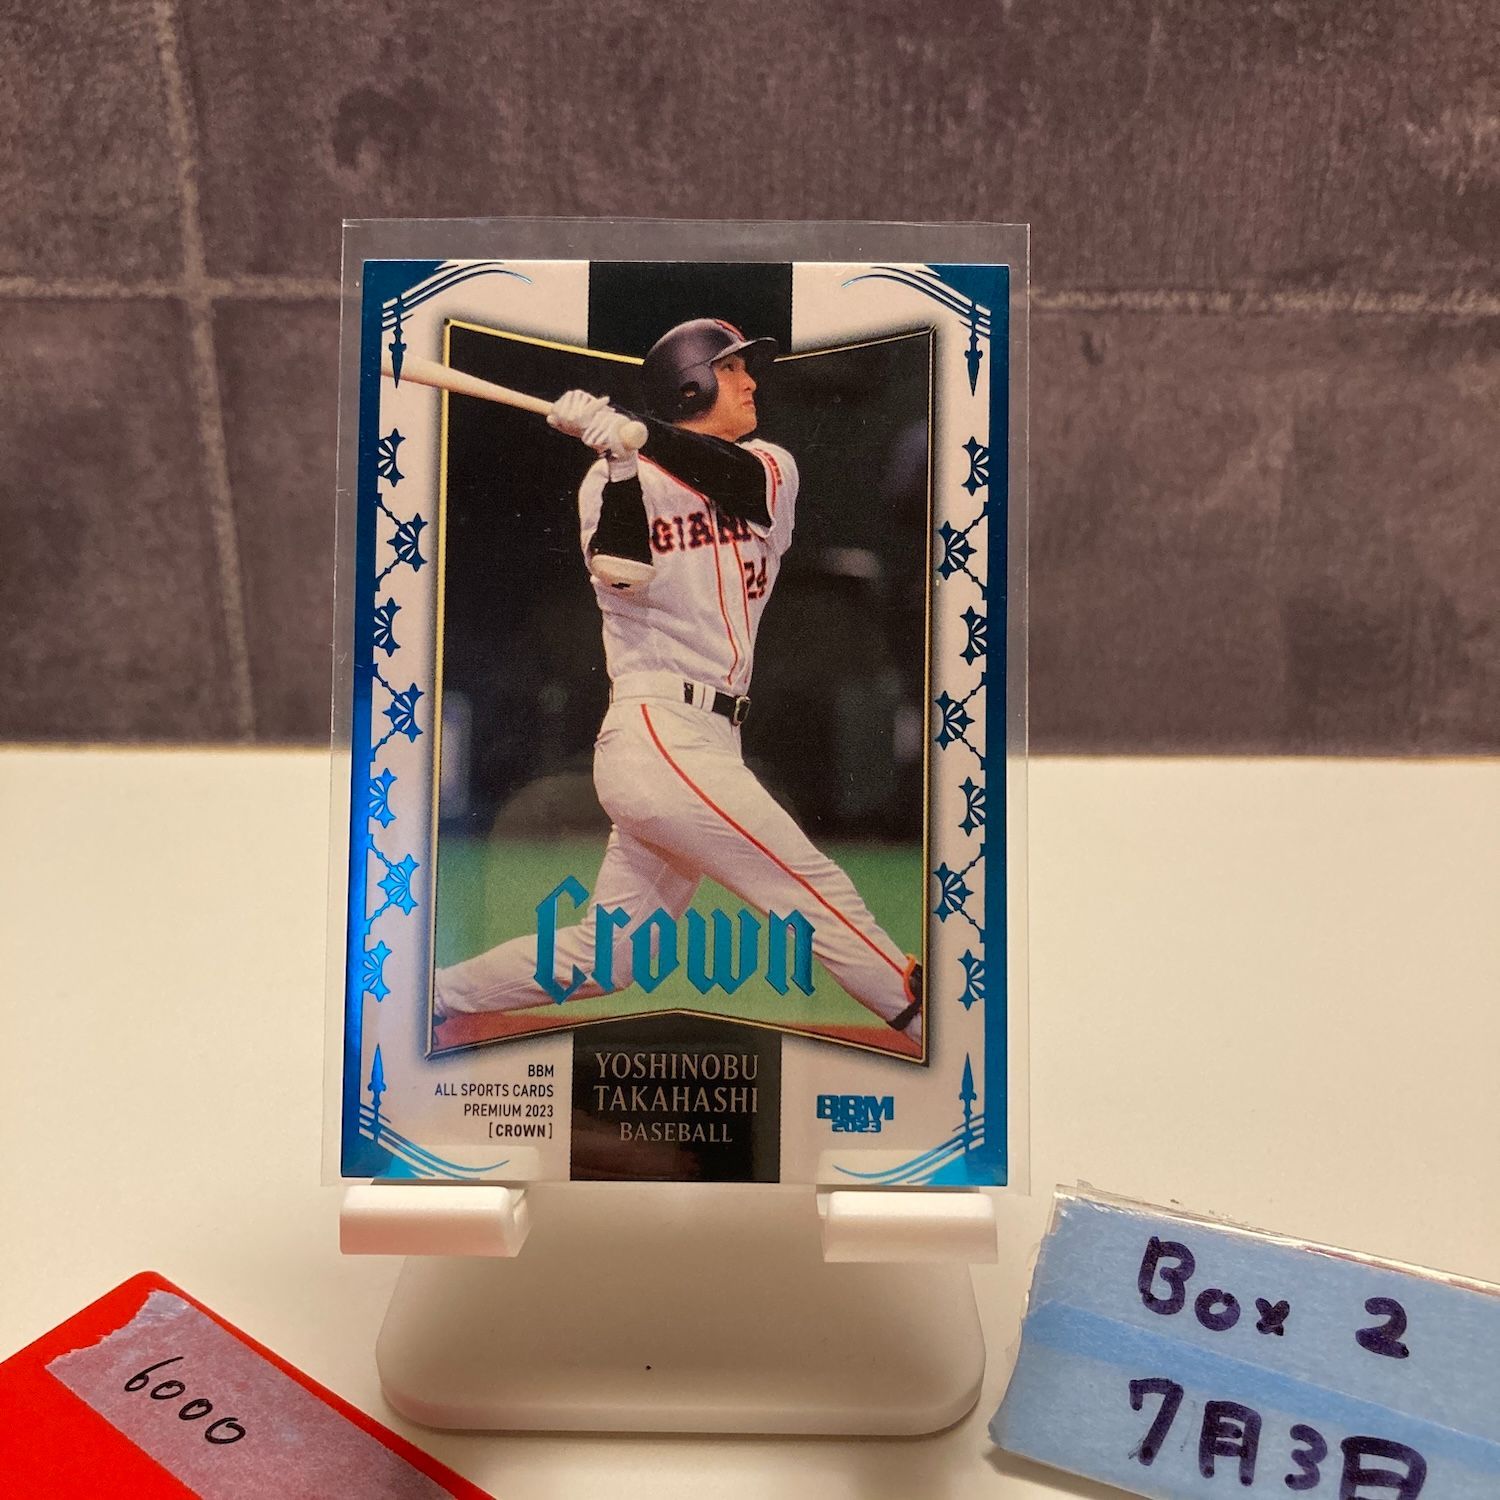 GIANT
24
Crown
BBM
ALL SPORTS CARDS
PREMIUM 2023
[CROWN]
YOSHINOBU
TAKAHASHI
BASEBALL
BBM
2023
6000
Box 2
7月3日